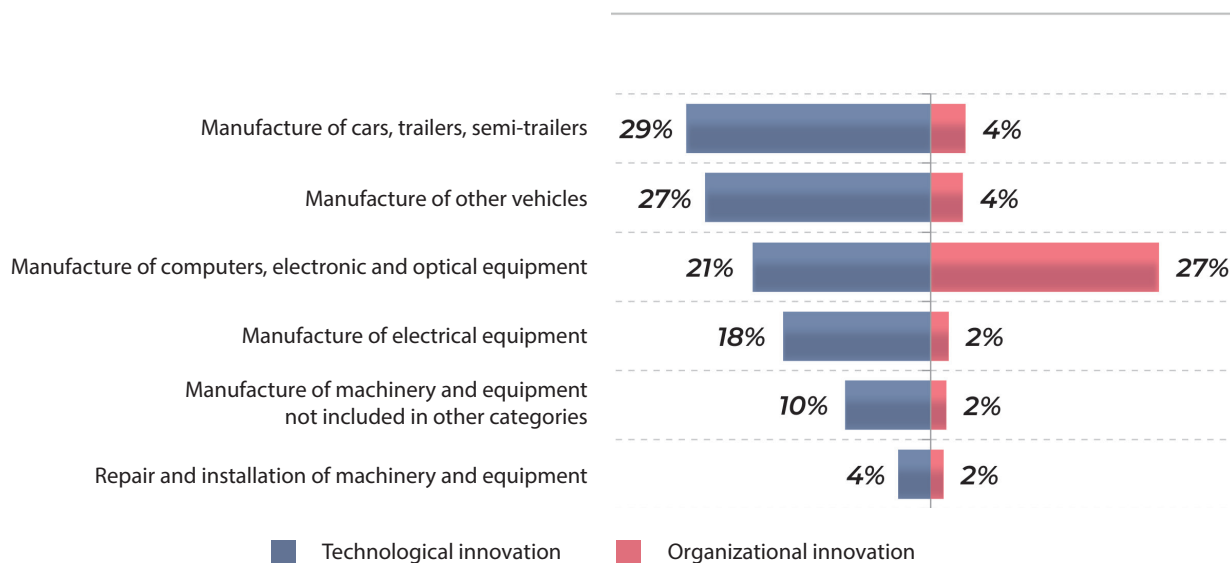 Manufacture of cars, trailers, semi-trailers
29%
4%
Manufacture of other vehicles
27%
4%
Manufacture of computers, electronic and optical equipment
21%
27%
Manufacture of electrical equipment
18%
2%
Manufacture of machinery and equipment
not included in other categories
10%
2%
Repair and installation of machinery and equipment
4%
2%
Technological innovation
Organizational innovation